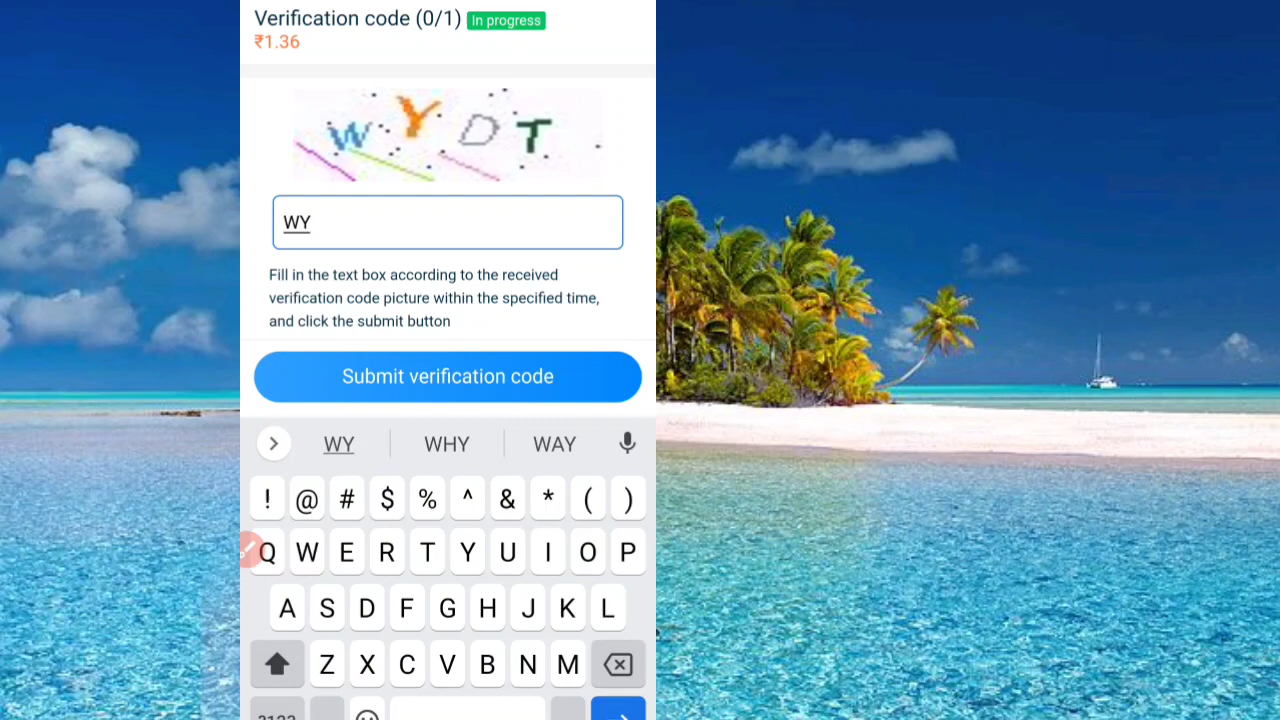 Verification code (0/1) In progress
₹1.36
W Y D T
WY
Fill in the text box according to the received
verification code picture within the specified time,
and click the submit button
Submit verification code
WY WHY WAY
! @ # $ % ^ & * ( )
Q W E R T Y U I O P
A S D F G H J K L
Z X C V B N M